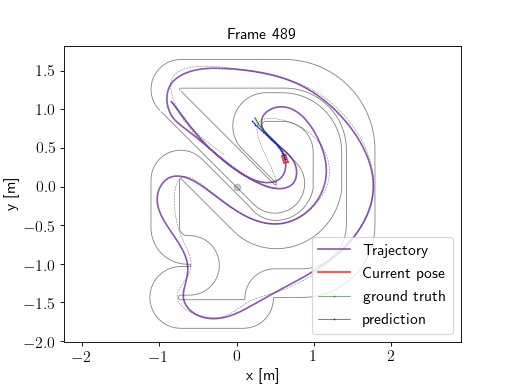 Frame 489
1.5
1.0
0.5
0.0
−0.5
−1.0
−1.5
−2.0
y [m]
−2
−1
0
1
2
x [m]
Trajectory
Current pose
ground truth
prediction